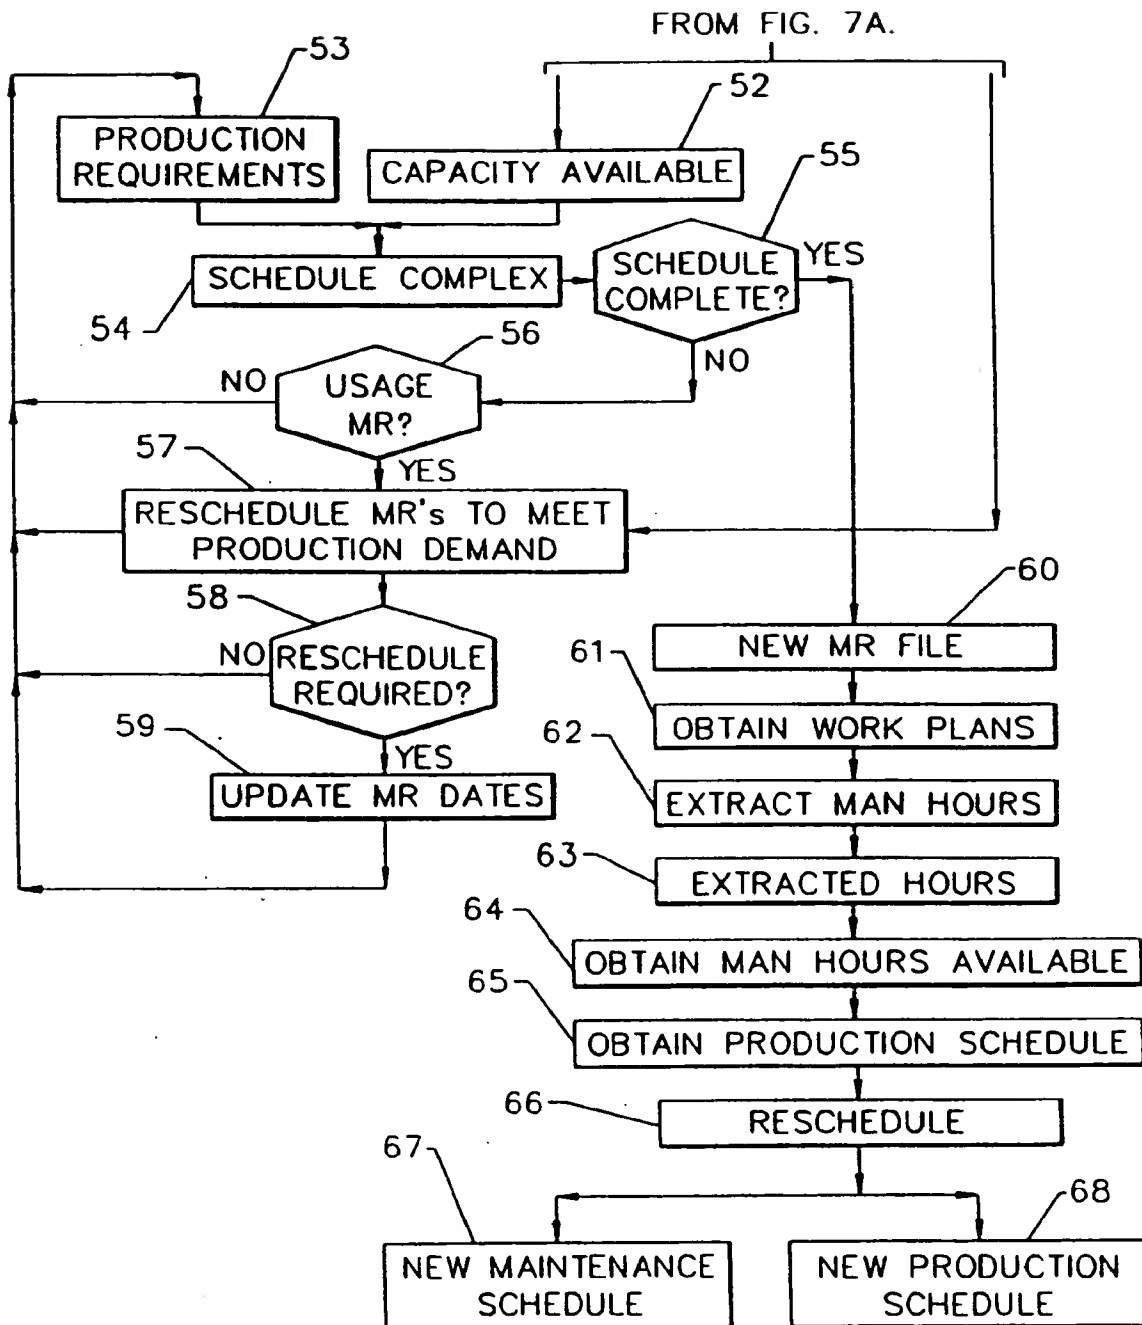 FROM FIG. 7A.
53
52
PRODUCTION
REQUIREMENTS
CAPACITY AVAILABLE
55
SCHEDULE COMPLEX
54
SCHEDULE
COMPLETE?
YES
NO
56
USAGE
MR?
NO
YES
57
RESCHEDULE MR's TO MEET
PRODUCTION DEMAND
58
RESCHEDULE
REQUIRED?
NO
YES
59
UPDATE MR DATES
60
NEW MR FILE
61
OBTAIN WORK PLANS
62
EXTRACT MAN HOURS
63
EXTRACTED HOURS
64
OBTAIN MAN HOURS AVAILABLE
65
OBTAIN PRODUCTION SCHEDULE
66
RESCHEDULE
67
NEW MAINTENANCE
SCHEDULE
68
NEW PRODUCTION
SCHEDULE